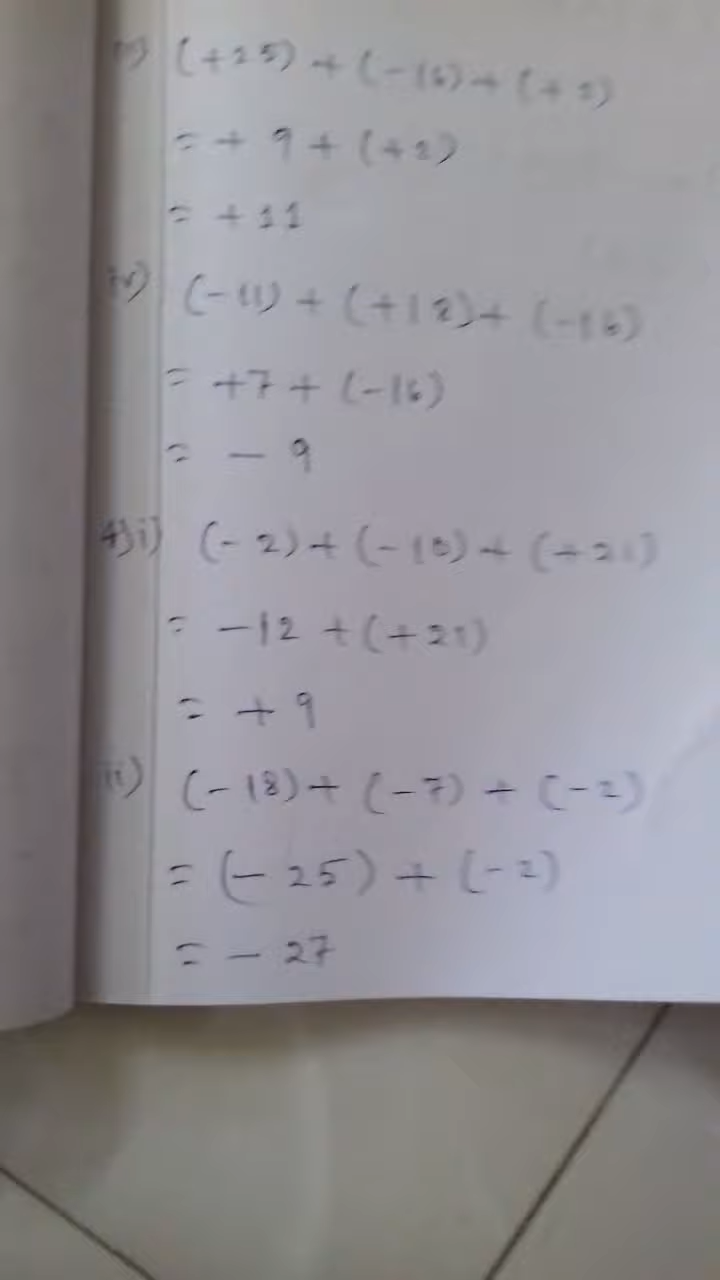 (+25) + (-16) + (+2)
= + 9 + (+2)
= + 11
iv) (-11) + (+18) + (-16)
= +7 + (-16)
= - 9
4) i) (-2) + (-10) + (+21)
= -12 + (+21)
= + 9
ii) (-18) + (-7) + (-2)
= (- 25) + (-2)
= - 27